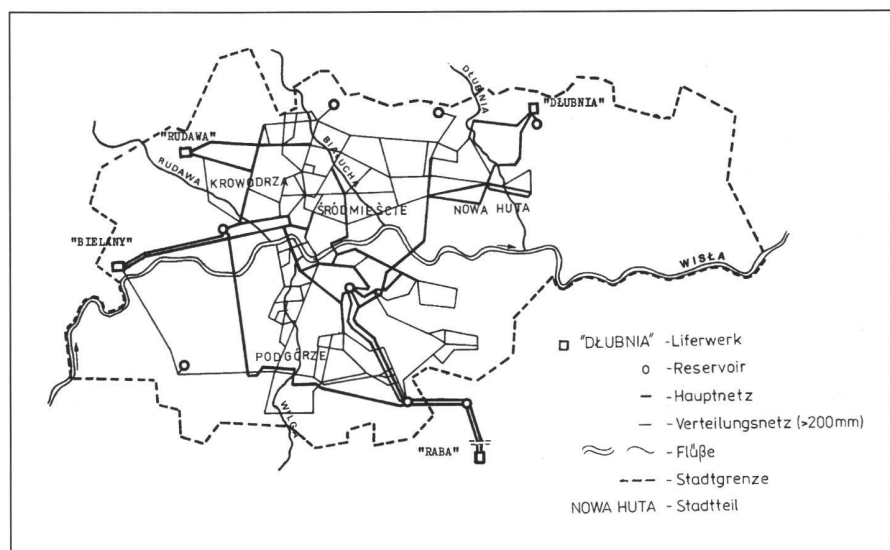 DŁUBNIA
"DŁUBNIA"
"RUDAWA"
RUDAWA
BIAŁUCHA
KROWODRZA
ŚRÓDMIEŚCIE
NOWA HUTA
"BIELANY"
WISŁA
PODGÓRZE
WILGA
"RABA"
"DŁUBNIA" - Liferwerk
- Reservoir
- Hauptnetz
- Verteilungsnetz (>200mm)
- Flüße
- Stadtgrenze
NOWA HUTA - Stadtteil